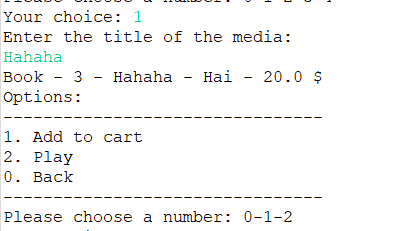 Please choose a number: 0-1-2-3
Your choice: 1
Enter the title of the media:
Hahaha
Book - 3 - Hahaha - Hai - 20.0 $
Options:
--------------------------------
1. Add to cart
2. Play
0. Back
--------------------------------
Please choose a number: 0-1-2